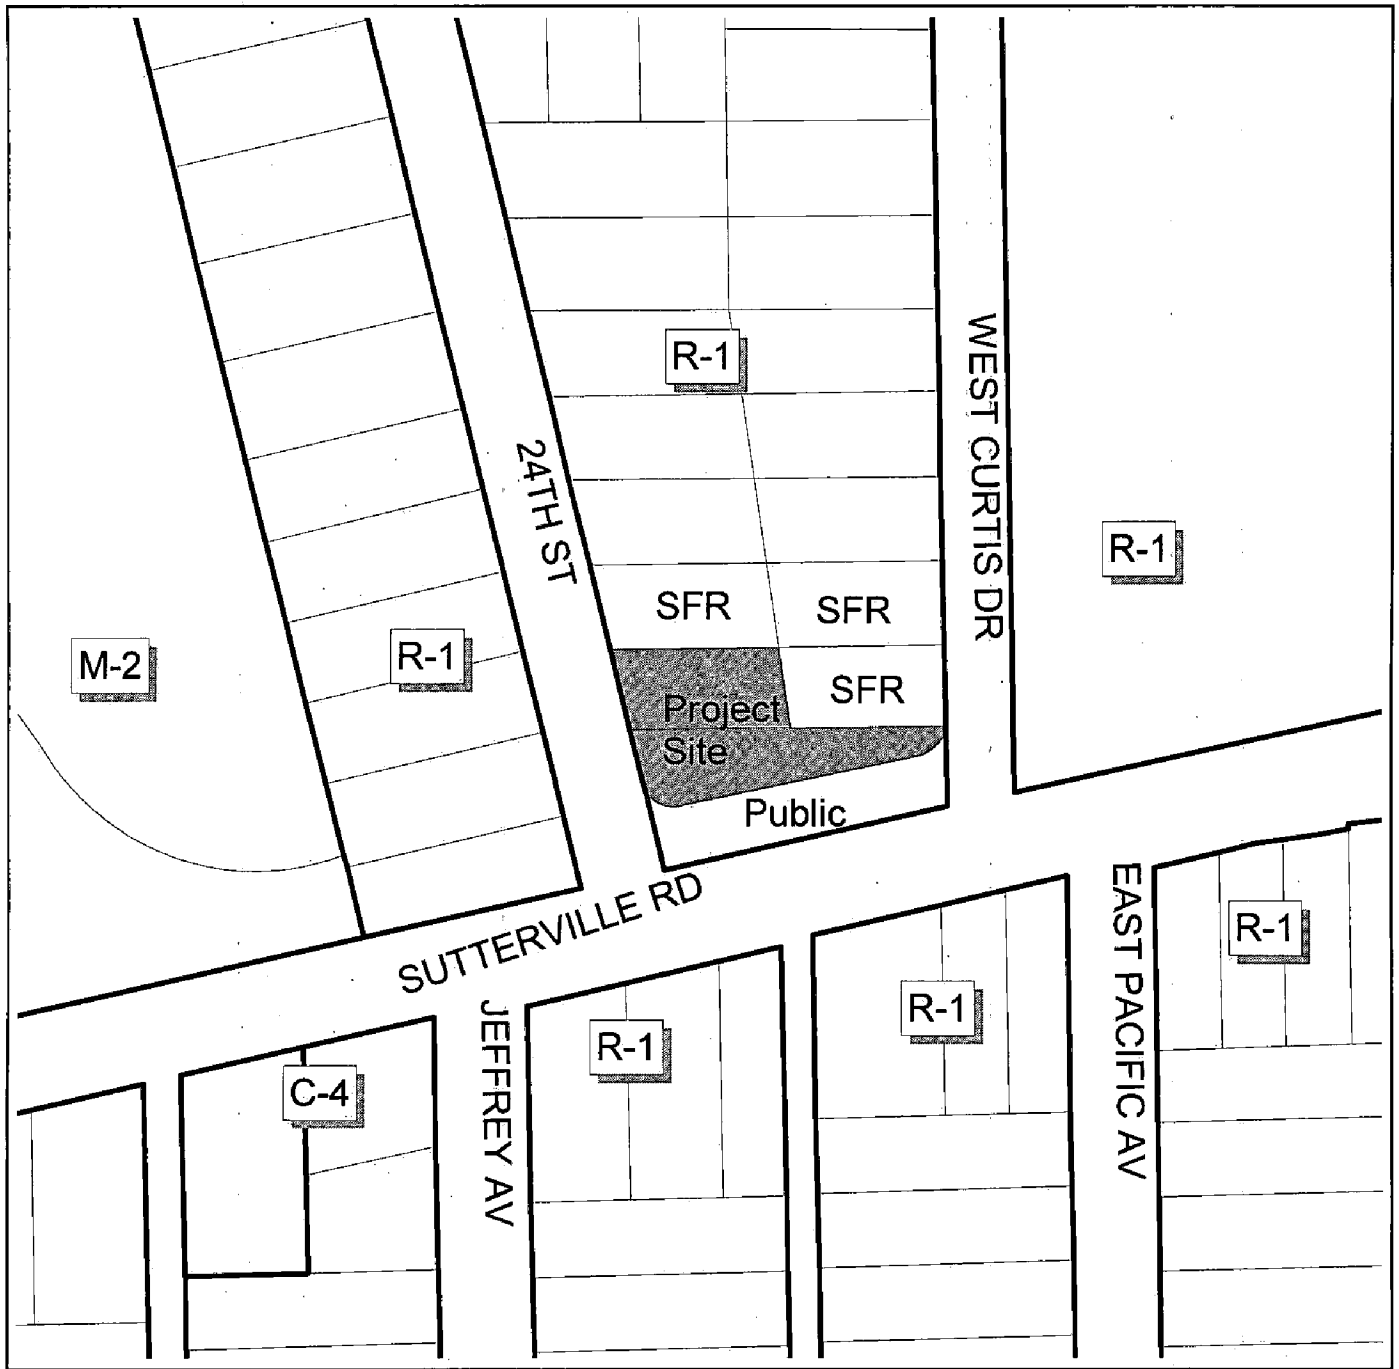 R-1
WEST CURTIS DR
24TH ST
R-1
SFR
SFR
M-2
R-1
SFR
Project
Site
Public
SUTTERVILLE RD
EAST PACIFIC AV
R-1
JEFFREY AV
R-1
R-1
C-4